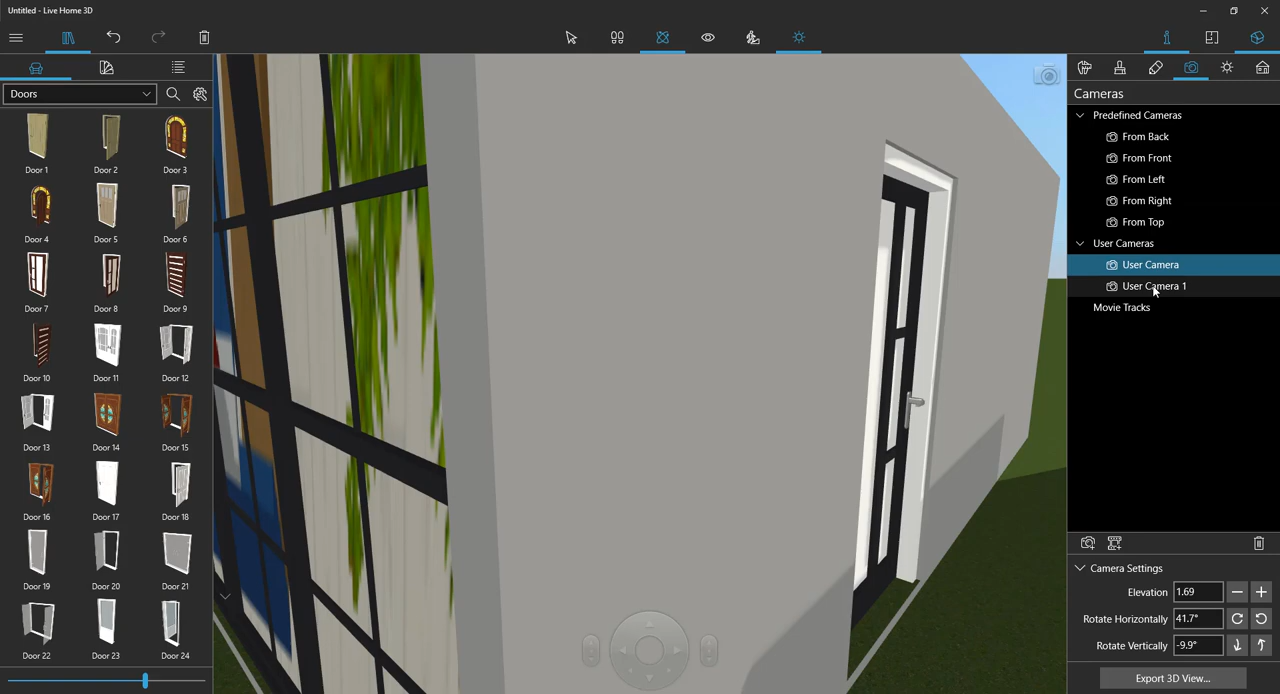 Untitled - Live Home 3D
Doors
Door 1
Door 2
Door 3
Door 4
Door 5
Door 6
Door 7
Door 8
Door 9
Door 10
Door 11
Door 12
Door 13
Door 14
Door 15
Door 16
Door 17
Door 18
Door 19
Door 20
Door 21
Door 22
Door 23
Door 24
Cameras
Predefined Cameras
From Back
From Front
From Left
From Right
From Top
User Cameras
User Camera
User Camera 1
Movie Tracks
Camera Settings
Elevation 1.69
Rotate Horizontally 41.7°
Rotate Vertically -9.9°
Export 3D View...